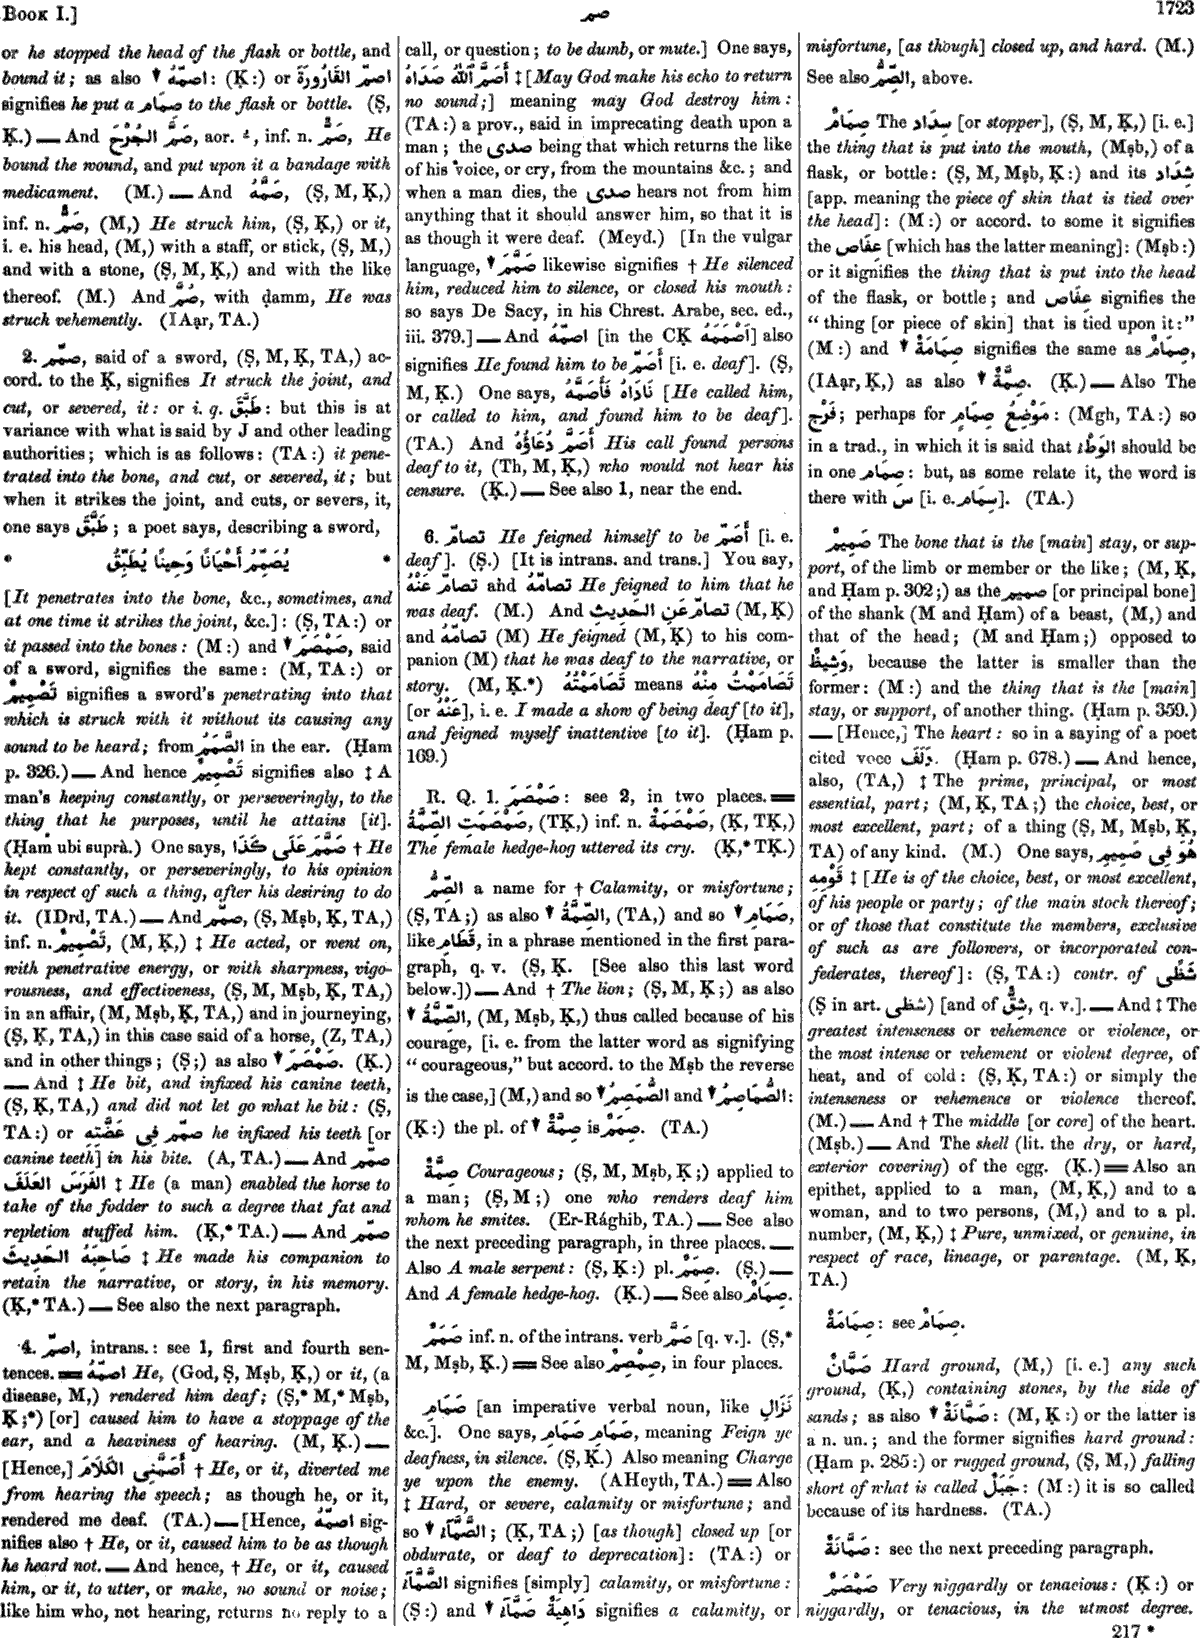 BOOK I.]
صمر
1723
or he stopped the head of the flask or bottle, and
bound it; as also ▼ اصمّهُ: (Ḳ:) or اصمّ القَارُورَةَ
signifies he put a صِمَام to the flask or bottle. (Ṣ,
Ḳ.) — And صَمَّ الجُرْحَ, aor. ـُ, inf. n. صَمٌّ, He
bound the wound, and put upon it a bandage with
medicament. (M.) — And صَمَّهُ, (Ṣ, M, Ḳ,)
inf. n. صَمٌّ, (M,) He struck him, (Ṣ, Ḳ,) or it,
i. e. his head, (M,) with a staff, or stick, (Ṣ, M,)
and with a stone, (Ṣ, M, Ḳ,) and with the like
thereof. (M.) And صُمَّ, with ḍamm, He was
struck vehemently. (IAạr, TA.)
2. صمّم, said of a sword, (Ṣ, M, Ḳ, TA,) ac-
cord. to the Ḳ, signifies It struck the joint, and
cut, or severed, it: or i. q. طَبَّقَ: but this is at
variance with what is said by J and other leading
authorities; which is as follows: (TA:) it pene-
trated into the bone, and cut, or severed, it; but
when it strikes the joint, and cuts, or severs, it,
one says طَبَّقَ; a poet says, describing a sword,
* يُصَمِّمُ أَحْيَانًا وَحِينًا يُطَبِّقُ *
[It penetrates into the bone, &c., sometimes, and
at one time it strikes the joint, &c.]: (Ṣ, TA:) or
it passed into the bones: (M:) and ▼ صَمْصَمَ, said
of a sword, signifies the same: (M, TA:) or
تَصْمِيمٌ signifies a sword's penetrating into that
which is struck with it without its causing any
sound to be heard; from الصَّمَمُ in the ear. (Ḥam
p. 326.) — And hence تَصْمِيمٌ signifies also ‡ A
man's keeping constantly, or perseveringly, to the
thing that he purposes, until he attains [it].
(Ḥam ubi suprà.) One says, صَمَّمَ عَلَى كَذَا † He
kept constantly, or perseveringly, to his opinion
in respect of such a thing, after his desiring to do
it. (IDrd, TA.) — And صمّم, (Ṣ, Mṣb, Ḳ, TA,)
inf. n. تَصْمِيمٌ, (M, Ḳ,) ‡ He acted, or went on,
with penetrative energy, or with sharpness, vigo-
rousness, and effectiveness, (Ṣ, M, Mṣb, Ḳ, TA,)
in an affair, (M, Mṣb, Ḳ, TA,) and in journeying,
(Ṣ, Ḳ, TA,) in this case said of a horse, (Z, TA,)
and in other things; (Ṣ;) as also ▼ صَمْصَمَ. (Ḳ.)
— And ‡ He bit, and infixed his canine teeth,
(Ṣ, Ḳ, TA,) and did not let go what he bit: (Ṣ,
TA:) or صمّم فِى عَضَّتِهِ he infixed his teeth [or
canine teeth] in his bite. (A, TA.) — And صمّم
الفَرَسَ العَلَفَ ‡ He (a man) enabled the horse to
take of the fodder to such a degree that fat and
repletion stuffed him. (Ḳ,* TA.) — And صمّم
صَاحِبَهُ الحَدِيثَ ‡ He made his companion to
retain the narrative, or story, in his memory.
(Ḳ,* TA.) — See also the next paragraph.
4. اصمّ, intrans.: see 1, first and fourth sen-
tences. = اصمّهُ He, (God, Ṣ, Mṣb, Ḳ,) or it, (a
disease, M,) rendered him deaf; (Ṣ,* M,* Mṣb,
Ḳ;*) [or] caused him to have a stoppage of the
ear, and a heaviness of hearing. (M, Ḳ.) —
[Hence,] أَصَمَّنِى الكَلَامَ † He, or it, diverted me
from hearing the speech; as though he, or it,
rendered me deaf. (TA.) — [Hence, اصمّهُ sig-
nifies also † He, or it, caused him to be as though
he heard not. — And hence, † He, or it, caused
him, or it, to utter, or make, no sound or noise;
like him who, not hearing, returns no reply to a
call, or question; to be dumb, or mute.] One says,
أَصَمَّ ٱللّٰهُ صَدَاهُ ‡ [May God make his echo to return
no sound;] meaning may God destroy him:
(TA:) a prov., said in imprecating death upon a
man; the صدى being that which returns the like
of his voice, or cry, from the mountains &c.; and
when a man dies, the صدى hears not from him
anything that it should answer him, so that it is
as though it were deaf. (Meyd.) [In the vulgar
language, ▼ صَمَّمَ likewise signifies † He silenced
him, reduced him to silence, or closed his mouth:
so says De Sacy, in his Chrest. Arabe, sec. ed.,
iii. 379.] — And اصمّهُ [in the CḲ أَصْمَمَهُ] also
signifies He found him to be أَصَمّ [i. e. deaf]. (Ṣ,
M, Ḳ.) One says, نَادَاهُ فَأَصَمَّهُ [He called him,
or called to him, and found him to be deaf].
(TA.) And أَصَمَّ دُعَاؤُهُ His call found persons
deaf to it, (Th, M, Ḳ,) who would not hear his
censure. (Ḳ.) — See also 1, near the end.
6. تصامّ He feigned himself to be أَصَمّ [i. e.
deaf]. (Ṣ.) [It is intrans. and trans.] You say,
تصامّ عَنْهُ and تصامّهُ He feigned to him that he
was deaf. (M.) And تصامّ عَنِ الحَدِيثِ (M, Ḳ)
and تصامّهُ (M) He feigned (M, Ḳ) to his com-
panion (M) that he was deaf to the narrative, or
story. (M, Ḳ.*) تَصَامَمْتُهُ means تَصَامَمْتُ مِنْهُ
[or عَنْهُ], i. e. I made a show of being deaf [to it],
and feigned myself inattentive [to it]. (Ḥam p.
169.)
R. Q. 1. صَمْصَمَ: see 2, in two places. =
صَمْصَمَتِ الصِّمَّةُ, (TḲ,) inf. n. صَمْصَمَةٌ, (Ḳ, TḲ,)
The female hedge-hog uttered its cry. (Ḳ,* TḲ.)
الصِّمُّ a name for † Calamity, or misfortune;
(Ṣ, TA;) as also ▼ الصِّمَّةُ, (TA,) and so ▼ صَمَامِ,
like قَطَامِ, in a phrase mentioned in the first para-
graph, q. v. (Ṣ, Ḳ. [See also this last word
below.]) — And † The lion; (Ṣ, M, Ḳ;) as also
▼ الصِّمَّةُ, (M, Mṣb, Ḳ,) thus called because of his
courage, [i. e. from the latter word as signifying
“courageous,” but accord. to the Mṣb the reverse
is the case,] (M,) and so ▼ الصُّمَصِمُ and ▼ الصُّمَاصِمُ:
(Ḳ:) the pl. of ▼ صِمَّةٌ is صِمَمٌ. (TA.)
صِمَّةٌ Courageous; (Ṣ, M, Mṣb, Ḳ;) applied to
a man; (Ṣ, M;) one who renders deaf him
whom he smites. (Er-Rághib, TA.) — See also
the next preceding paragraph, in three places. —
Also A male serpent: (Ṣ, Ḳ:) pl. صِمَمٌ. (Ṣ.) —
And A female hedge-hog. (Ḳ.) — See also صِمَامٌ.
صَمَمٌ inf. n. of the intrans. verb صَمَّ [q. v.]. (Ṣ,*
M, Mṣb, Ḳ.) = See also صِمْصِمٌ, in four places.
صَمَامِ [an imperative verbal noun, like نَزَالِ
&c.]. One says, صَمَامِ صَمَامِ, meaning Feign ye
deafness, in silence. (Ṣ, Ḳ.) Also meaning Charge
ye upon the enemy. (AHeyth, TA.) = Also
‡ Hard, or severe, calamity or misfortune; and
so ▼ الصَّمَّآءُ; (Ḳ, TA;) [as though] closed up [or
obdurate, or deaf to deprecation]: (TA:) or
الصَّمَّآءُ signifies [simply] calamity, or misfortune:
(Ṣ:) and ▼ دَاهِيَةٌ صَمَّآءُ signifies a calamity, or
misfortune, [as though] closed up, and hard. (M.)
See also الصِّمُّ, above.
صِمَامٌ The سِدَاد [or stopper], (Ṣ, M, Ḳ,) [i. e.]
the thing that is put into the mouth, (Mṣb,) of a
flask, or bottle: (Ṣ, M, Mṣb, Ḳ:) and its شِدَاد
[app. meaning the piece of skin that is tied over
the head]: (M:) or accord. to some it signifies
the عِفَاص [which has the latter meaning]: (Mṣb:)
or it signifies the thing that is put into the head
of the flask, or bottle; and عِفَاص signifies the
“thing [or piece of skin] that is tied upon it:”
(M:) and ▼ صِمَامَةٌ signifies the same as صِمَامٌ,
(IAạr, Ḳ,) as also ▼ صِمَّةٌ. (Ḳ.) — Also The
فَرْج; perhaps for مَوْضِعُ صِمَامٍ: (Mgh, TA:) so
in a trad., in which it is said that الوَطْء should be
in one صِمَام: but, as some relate it, the word is
there with س [i. e. سِمَام]. (TA.)
صَمِيمٌ The bone that is the [main] stay, or sup-
port, of the limb or member or the like; (M, Ḳ,
and Ḥam p. 302;) as the صميم [or principal bone]
of the shank (M and Ḥam) of a beast, (M,) and
that of the head; (M and Ḥam;) opposed to
وَشِيظٌ, because the latter is smaller than the
former: (M:) and the thing that is the [main]
stay, or support, of another thing. (Ḥam p. 359.)
— [Hence,] The heart: so in a saying of a poet
cited voce دَلَفَ. (Ḥam p. 678.) — And hence,
also, (TA,) ‡ The prime, principal, or most
essential, part; (M, Ḳ, TA;) the choice, best, or
most excellent, part; of a thing (Ṣ, M, Mṣb, Ḳ,
TA) of any kind. (M.) One says, هُوَ فِى صَمِيمِ
قَوْمِهِ ‡ [He is of the choice, best, or most excellent,
of his people or party; of the main stock thereof;
or of those that constitute the members, exclusive
of such as are followers, or incorporated con-
federates, thereof]: (Ṣ, TA:) contr. of شَظًى
(Ṣ in art. شظى) [and of شِقٌّ, q. v.]. — And ‡ The
greatest intenseness or vehemence or violence, or
the most intense or vehement or violent degree, of
heat, and of cold: (Ṣ, Ḳ, TA:) or simply the
intenseness or vehemence or violence thereof.
(M.) — And † The middle [or core] of the heart.
(Mṣb.) — And The shell (lit. the dry, or hard,
exterior covering) of the egg. (Ḳ.) = Also an
epithet, applied to a man, (M, Ḳ,) and to a
woman, and to two persons, (M,) and to a pl.
number, (M, Ḳ,) ‡ Pure, unmixed, or genuine, in
respect of race, lineage, or parentage. (M, Ḳ,
TA.)
صِمَامَةٌ: see صِمَامٌ.
صَمَّانٌ Hard ground, (M,) [i. e.] any such
ground, (Ḳ,) containing stones, by the side of
sands; as also ▼ صَمَّانَةٌ: (M, Ḳ:) or the latter is
a n. un.; and the former signifies hard ground:
(Ḥam p. 285:) or rugged ground, (Ṣ, M,) falling
short of what is called جَبَلٌ: (M:) it is so called
because of its hardness. (TA.)
صَمَّانَةٌ: see the next preceding paragraph.
صَمْصَمٌ Very niggardly or tenacious: (Ḳ:) or
niggardly, or tenacious, in the utmost degree.
217 *